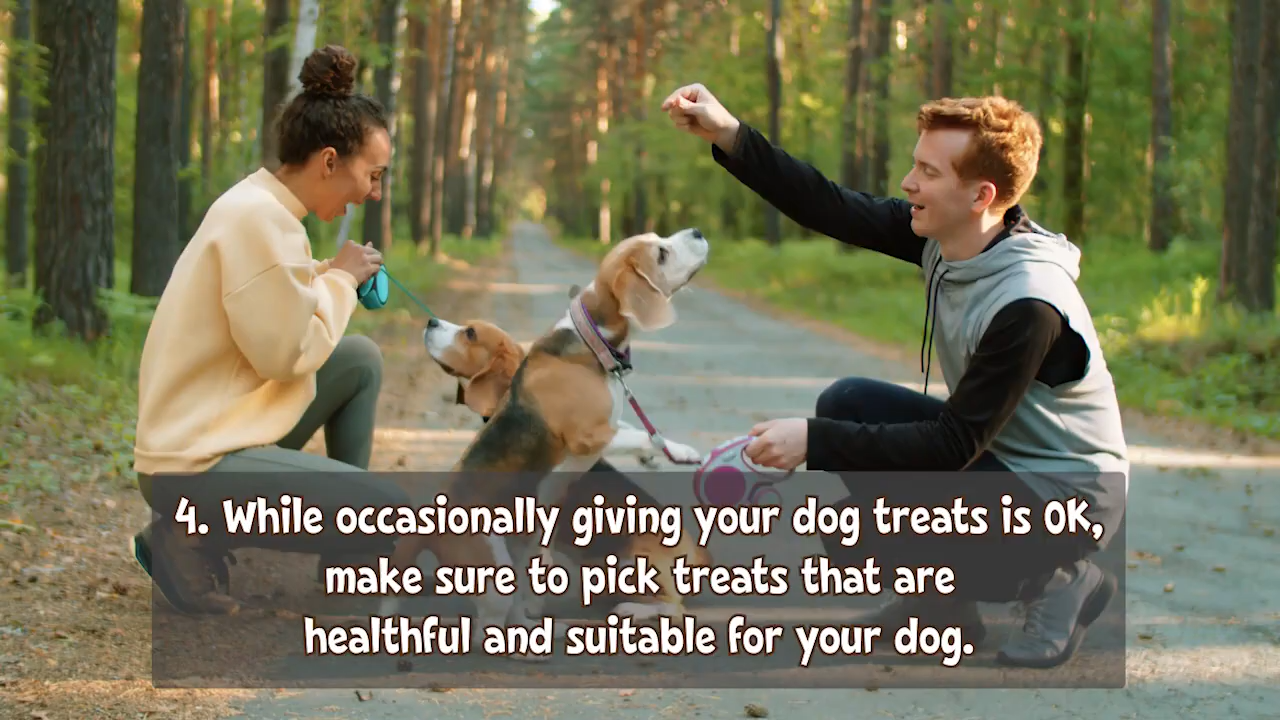 4. While occasionally giving your dog treats is OK,
make sure to pick treats that are
healthful and suitable for your dog.